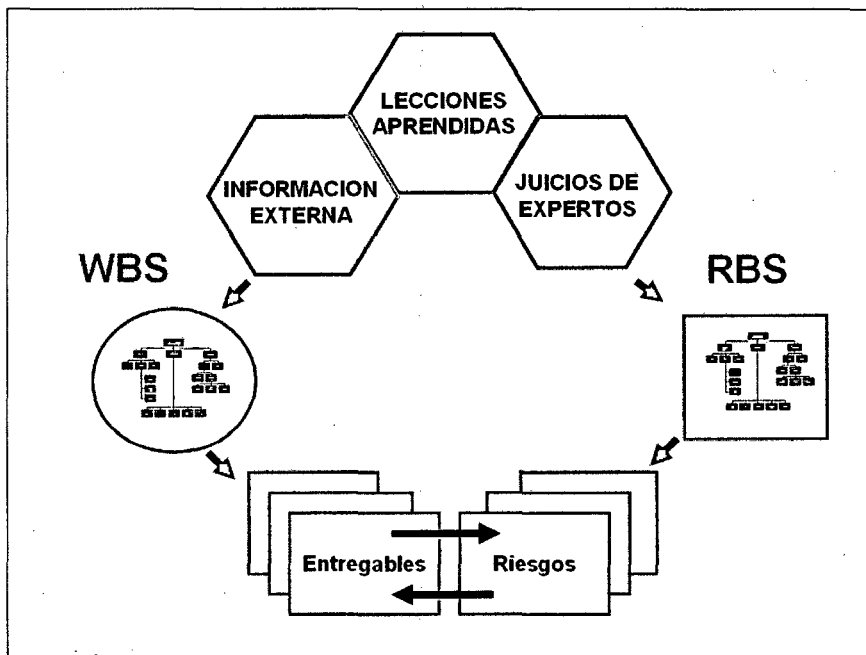 LECCIONES
APRENDIDAS
INFORMACION
EXTERNA
JUICIOS DE
EXPERTOS
WBS
RBS
Entregables
Riesgos